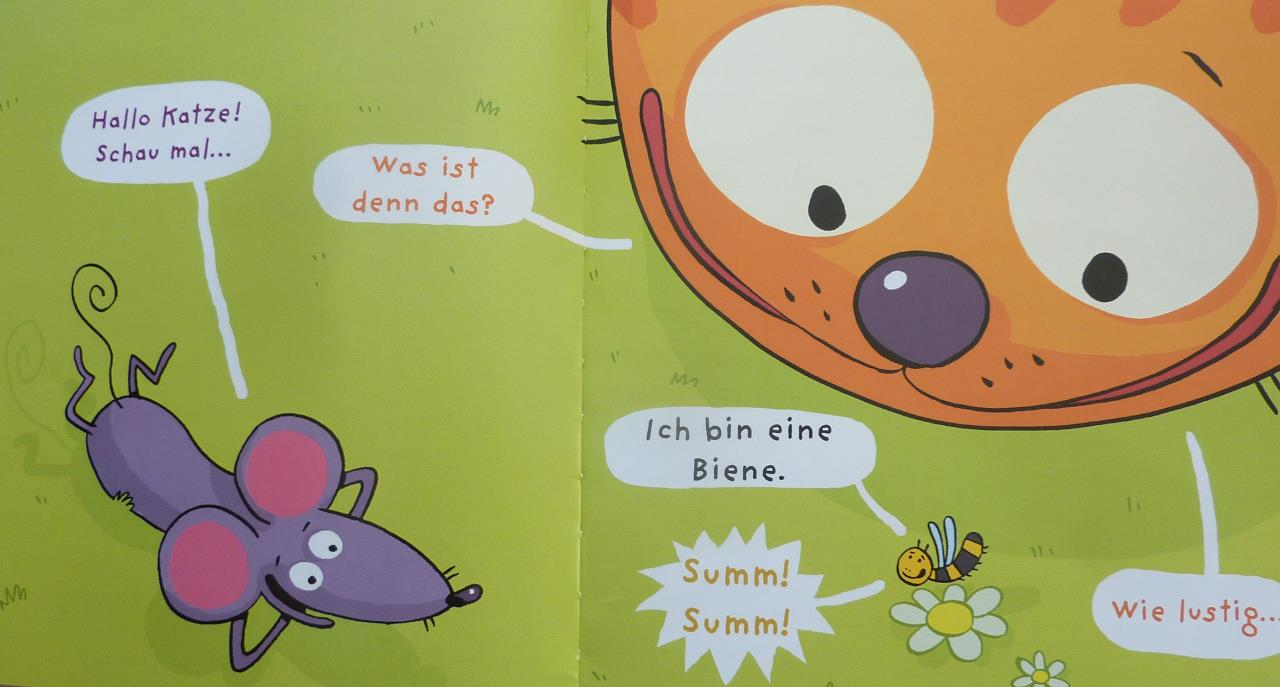 Hallo Katze!
Schau mal...
Was ist
denn das?
Ich bin eine
Biene.
Summ!
Summ!
Wie lustig...